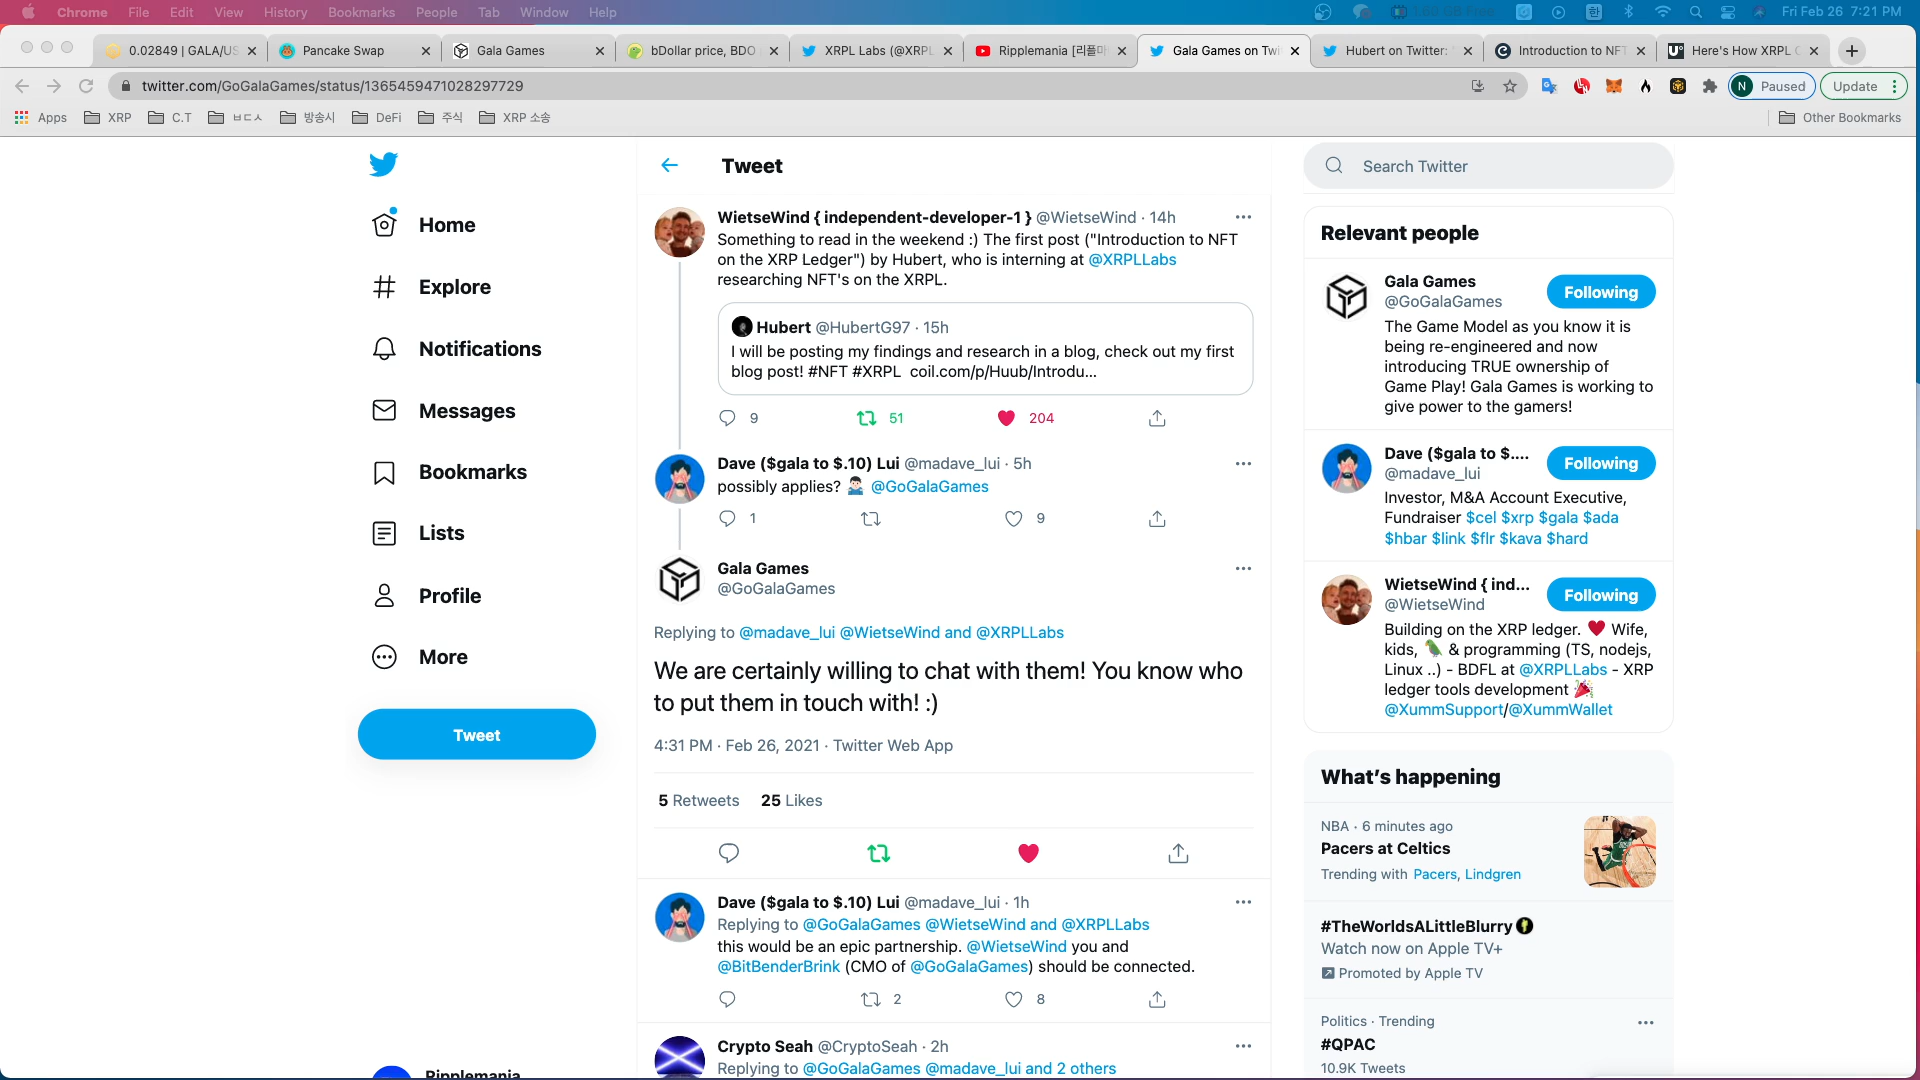 Chrome File Edit View History Bookmarks People Tab Window Help
Fri Feb 26 7:21 PM
0.02849 | GALA/US
Pancake Swap
Gala Games
bDollar price, BDO
XRPL Labs (@XRPL
Ripplemania [리플마
Gala Games on Twi
Hubert on Twitter:
Introduction to NFT
Here's How XRPL C
twitter.com/GoGalaGames/status/1365459471028297729
N Paused
Update
Apps XRP C.T ㅂㄷㅅ 방송시 DeFi 주식 XRP 소송
Other Bookmarks
Home
Explore
Notifications
Messages
Bookmarks
Lists
Profile
More
Tweet
Ripplemania
Tweet
WietseWind { independent-developer-1 } @WietseWind · 14h
Something to read in the weekend :) The first post ("Introduction to NFT
on the XRP Ledger") by Hubert, who is interning at @XRPLLabs
researching NFT's on the XRPL.
Hubert @HubertG97 · 15h
I will be posting my findings and research in a blog, check out my first
blog post! #NFT #XRPL coil.com/p/Huub/Introdu...
9 51 204
Dave ($gala to $.10) Lui @madave_lui · 5h
possibly applies? @GoGalaGames
1 9
Gala Games
@GoGalaGames
Replying to @madave_lui @WietseWind and @XRPLLabs
We are certainly willing to chat with them! You know who
to put them in touch with! :)
4:31 PM · Feb 26, 2021 · Twitter Web App
5 Retweets 25 Likes
Dave ($gala to $.10) Lui @madave_lui · 1h
Replying to @GoGalaGames @WietseWind and @XRPLLabs
this would be an epic partnership. @WietseWind you and
@BitBenderBrink (CMO of @GoGalaGames) should be connected.
2 8
Crypto Seah @CryptoSeah · 2h
Replying to @GoGalaGames @madave_lui and 2 others
Search Twitter
Relevant people
Gala Games
@GoGalaGames
Following
The Game Model as you know it is
being re-engineered and now
introducing TRUE ownership of
Game Play! Gala Games is working to
give power to the gamers!
Dave ($gala to $....
@madave_lui
Following
Investor, M&A Account Executive,
Fundraiser $cel $xrp $gala $ada
$hbar $link $flr $kava $hard
WietseWind { ind...
@WietseWind
Following
Building on the XRP ledger. Wife,
kids, & programming (TS, nodejs,
Linux ..) - BDFL at @XRPLLabs - XRP
ledger tools development
@XummSupport/@XummWallet
What's happening
NBA · 6 minutes ago
Pacers at Celtics
Trending with Pacers, Lindgren
#TheWorldsALittleBlurry
Watch now on Apple TV+
Promoted by Apple TV
Politics · Trending
#QPAC
10.9K Tweets